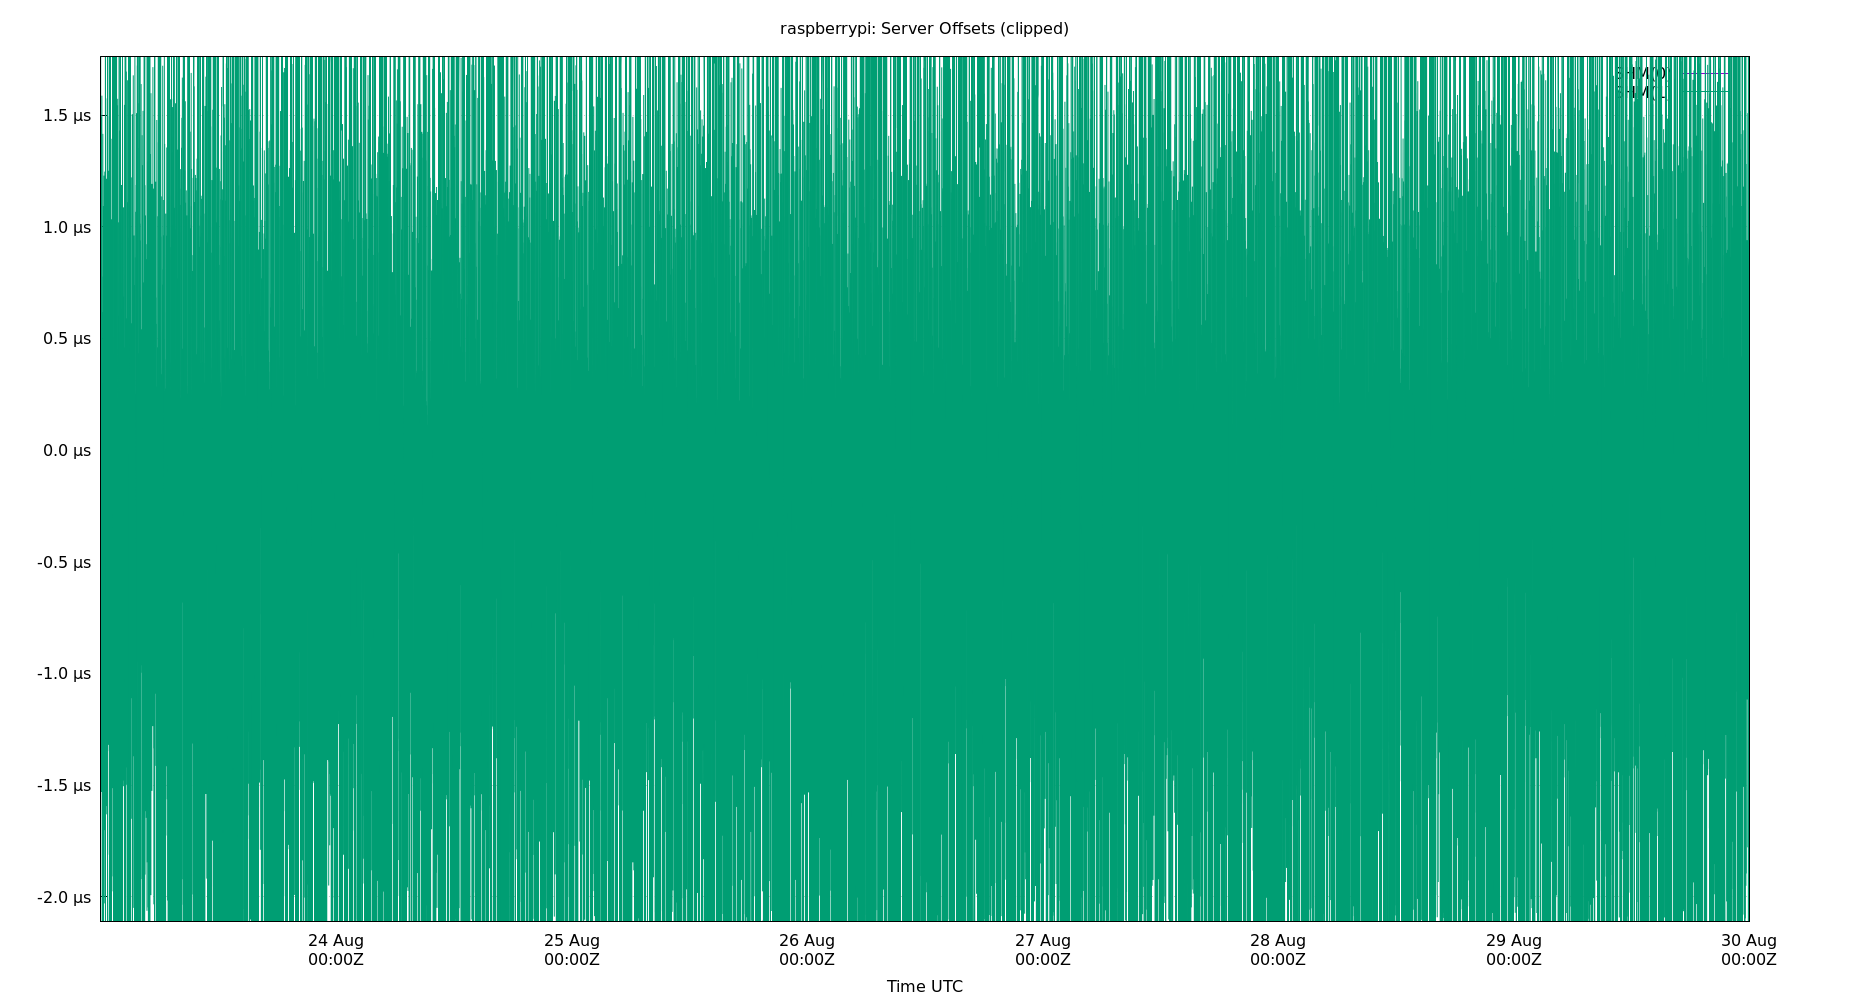 raspberrypi: Server Offsets (clipped)
1.5 µs
1.0 µs
0.5 µs
0.0 µs
-0.5 µs
-1.0 µs
-1.5 µs
-2.0 µs
24 Aug 25 Aug 26 Aug 27 Aug 28 Aug 29 Aug 30 Aug
00:00Z 00:00Z 00:00Z 00:00Z 00:00Z 00:00Z 00:00Z
Time UTC